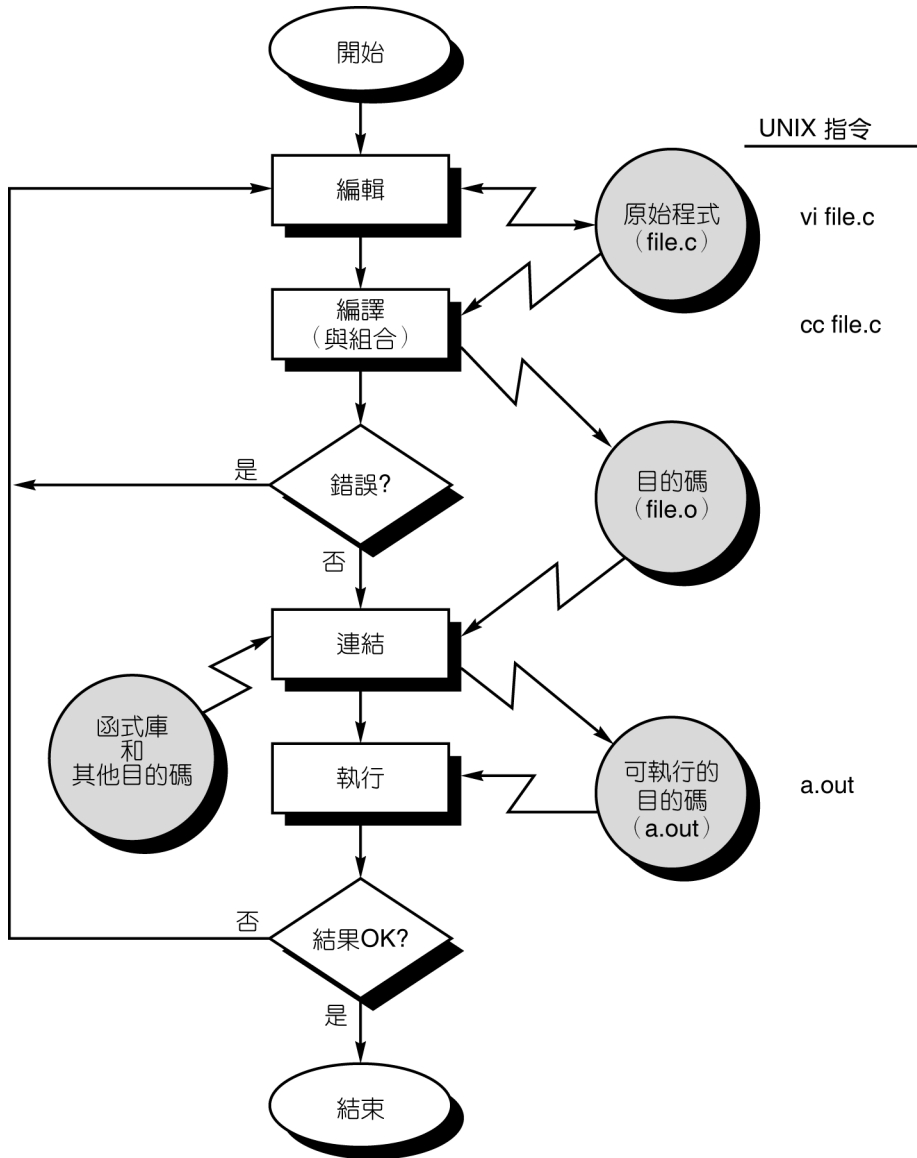 開始
UNIX 指令
編輯
原始程式
（file.c）
vi file.c
編譯
（與組合）
cc file.c
是
錯誤?
目的碼
（file.o）
否
連結
函式庫
和
其他目的碼
執行
可執行的
目的碼
（a.out）
a.out
否
結果OK?
是
結束